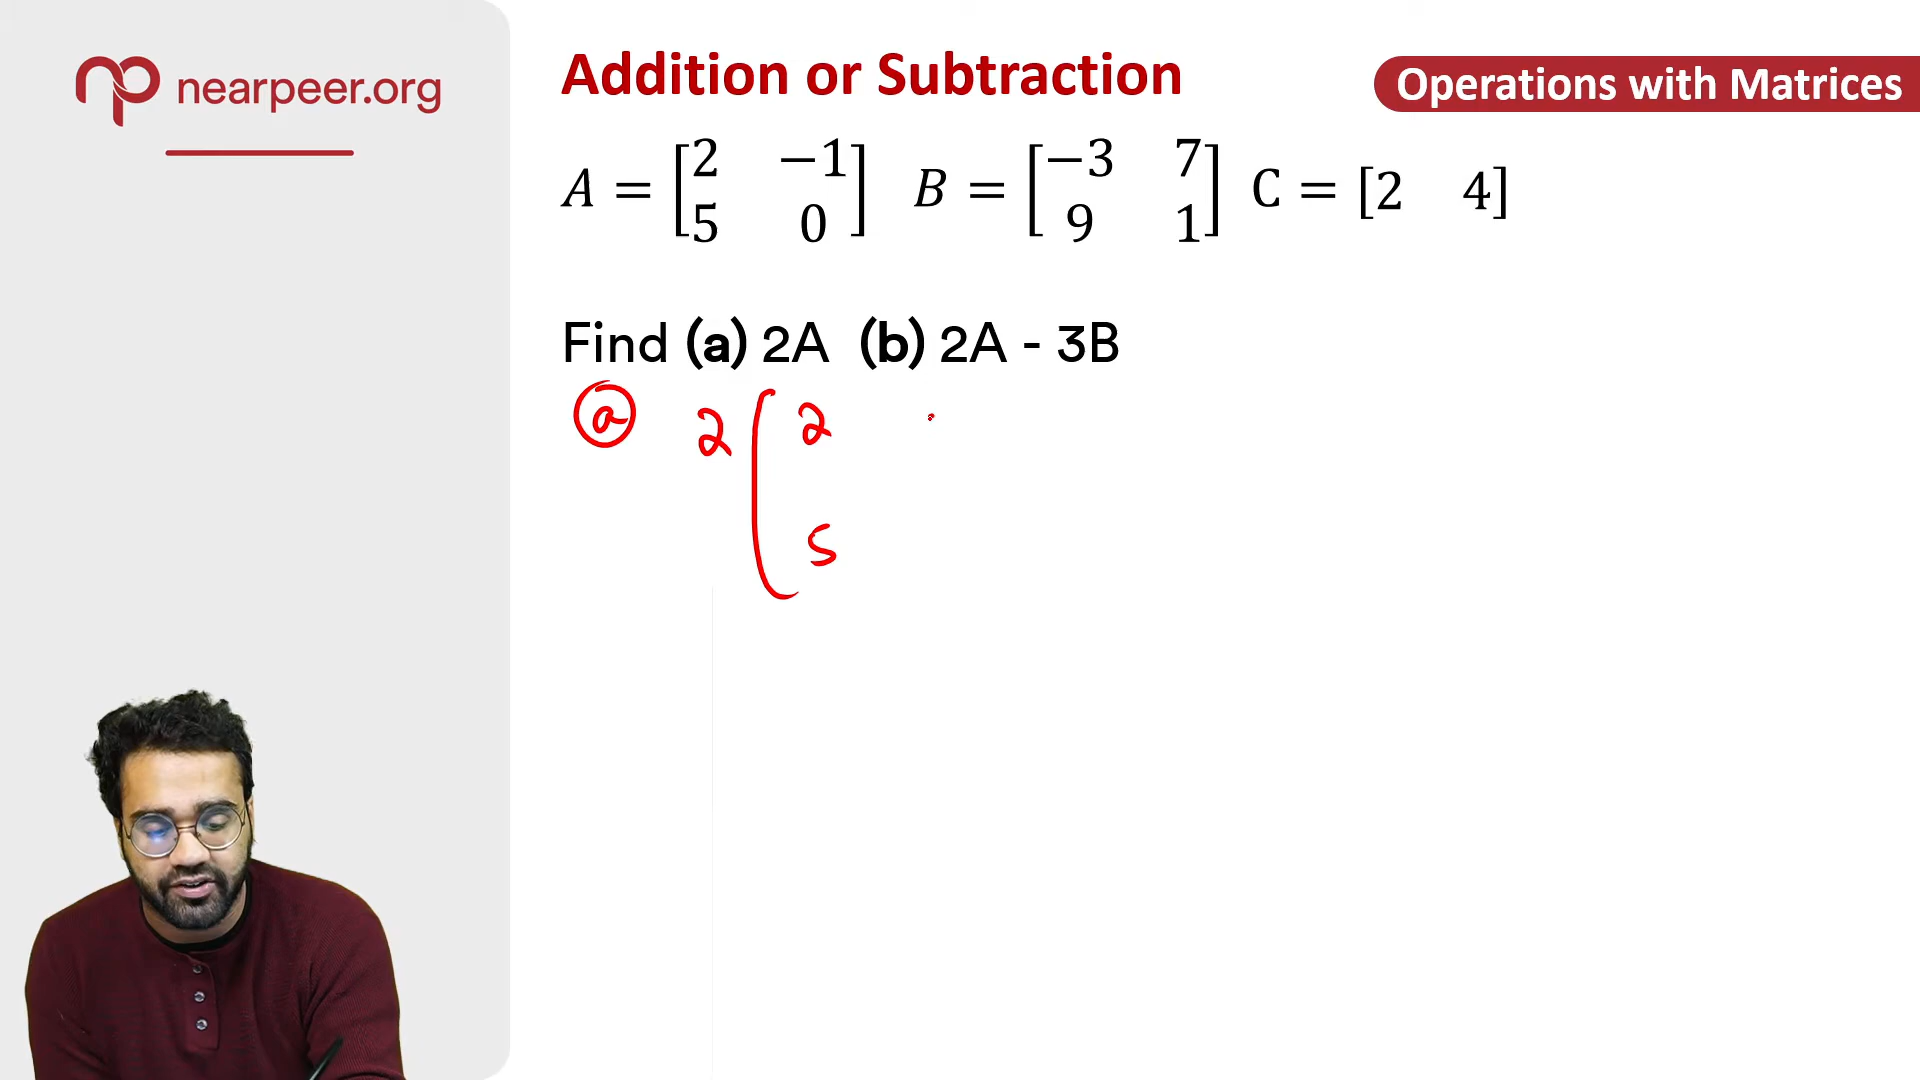 nearpeer.org
Addition or Subtraction
Operations with Matrices
A = [2 −1
5 0] B = [−3 7
9 1] C = [2 4]
Find (a) 2A (b) 2A - 3B
a 2 [2
5